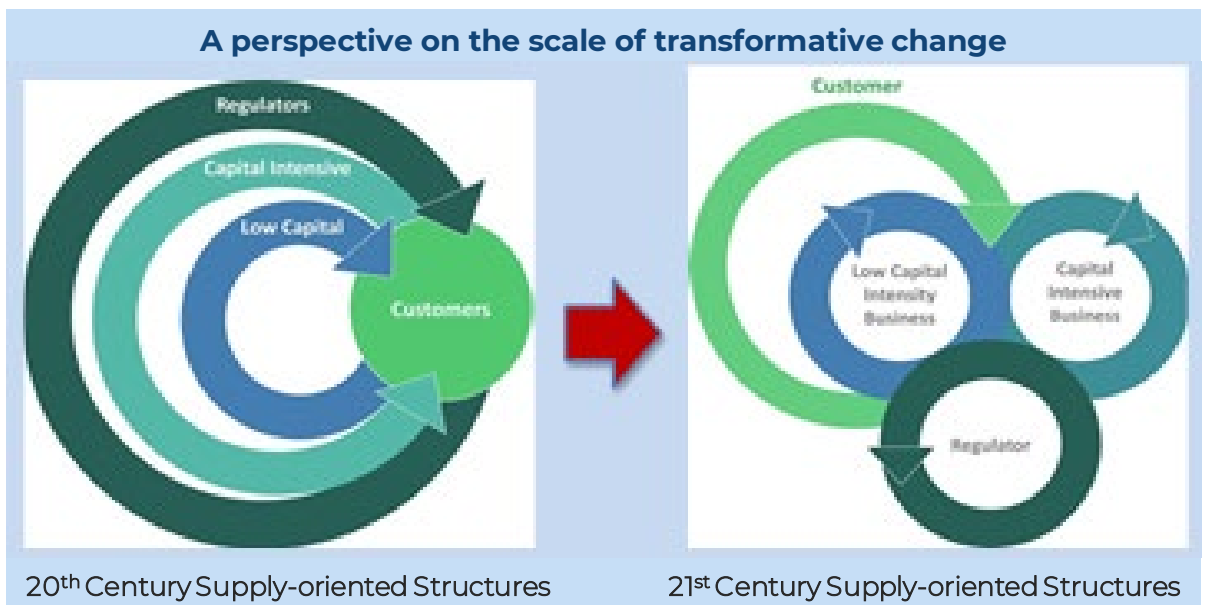 A perspective on the scale of transformative change
Regulators
Capital Intensive
Low Capital
Customers
Customer
Low Capital
Intensity
Business
Capital
Intensive
Business
Regulator
20th Century Supply-oriented Structures
21st Century Supply-oriented Structures